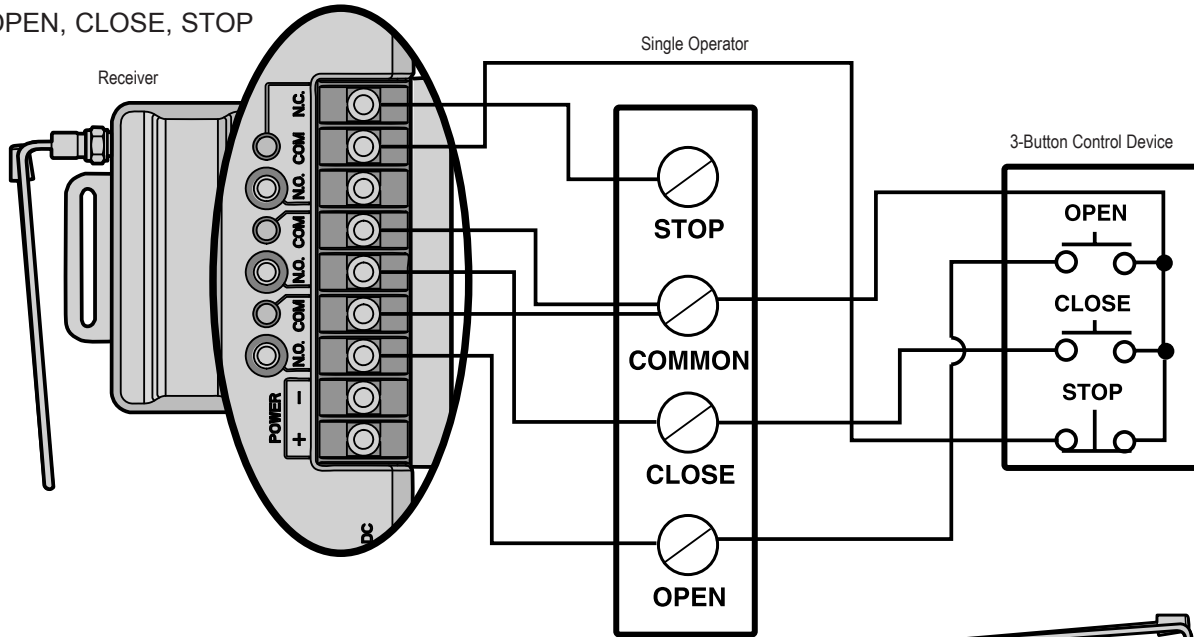 OPEN, CLOSE, STOP
Receiver
Single Operator
3-Button Control Device
N.C.
COM
N.O.
COM
N.O.
COM
N.O.
POWER
-
+
DC
STOP
COMMON
CLOSE
OPEN
OPEN
CLOSE
STOP